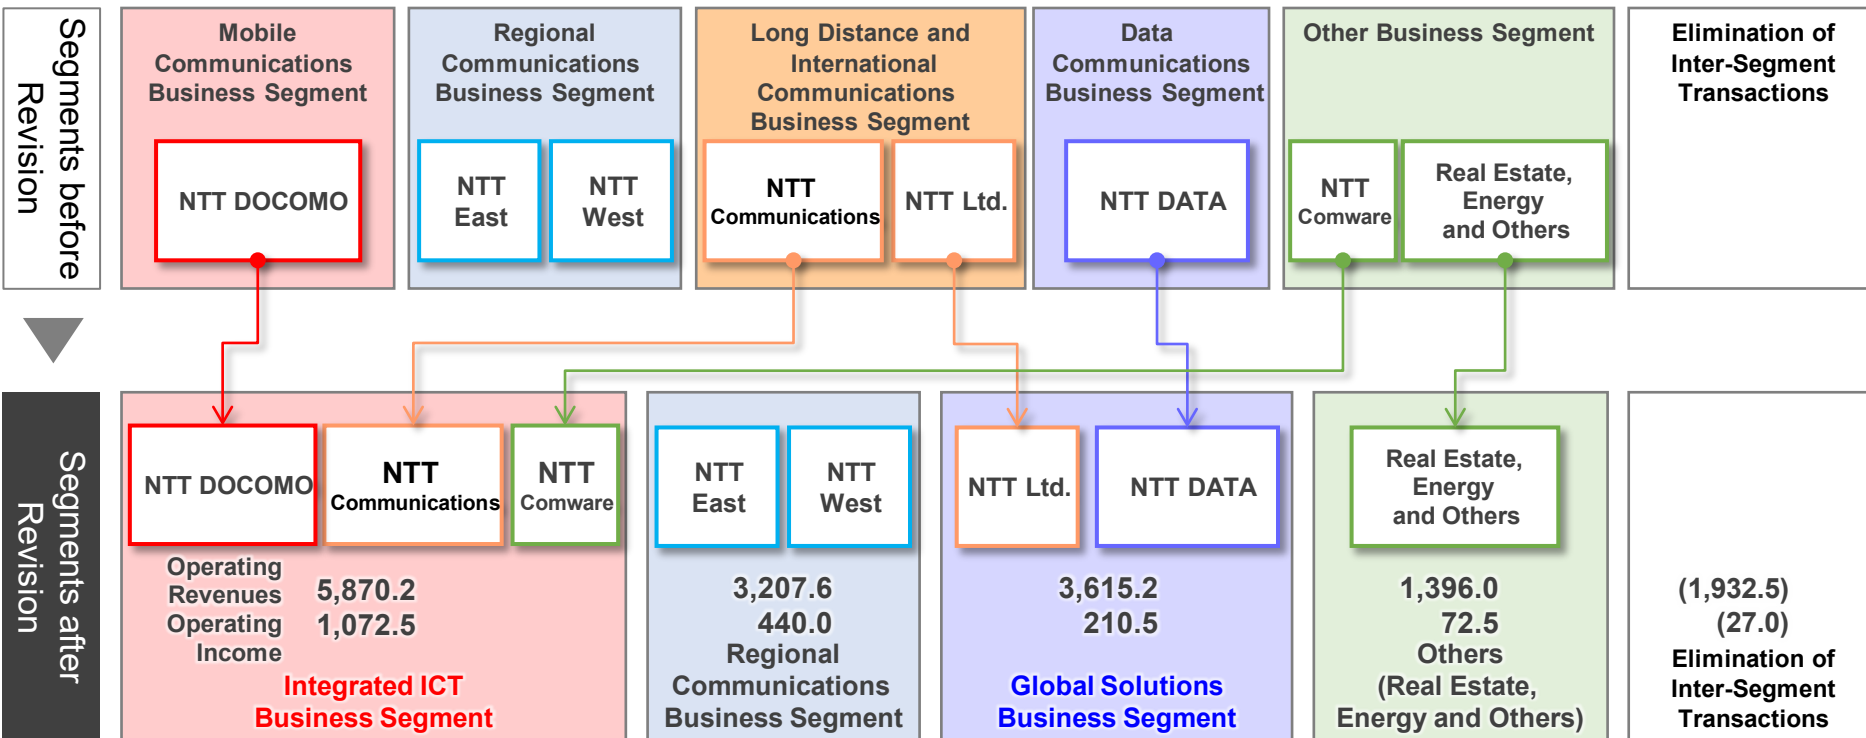 Segments before
Revision
Mobile
Communications
Business Segment
NTT DOCOMO
Regional
Communications
Business Segment
NTT
East
NTT
West
Long Distance and
International
Communications
Business Segment
NTT
Communications
NTT Ltd.
Data
Communications
Business Segment
NTT DATA
Other Business Segment
NTT
Comware
Real Estate,
Energy
and Others
Elimination of
Inter-Segment
Transactions
Segments after
Revision
NTT DOCOMO
NTT
Communications
NTT
Comware
Operating
Revenues
5,870.2
Operating
Income
1,072.5
Integrated ICT
Business Segment
NTT
East
NTT
West
3,207.6
440.0
Regional
Communications
Business Segment
NTT Ltd.
NTT DATA
3,615.2
210.5
Global Solutions
Business Segment
Real Estate,
Energy
and Others
1,396.0
72.5
Others
(Real Estate,
Energy and Others)
(1,932.5)
(27.0)
Elimination of
Inter-Segment
Transactions